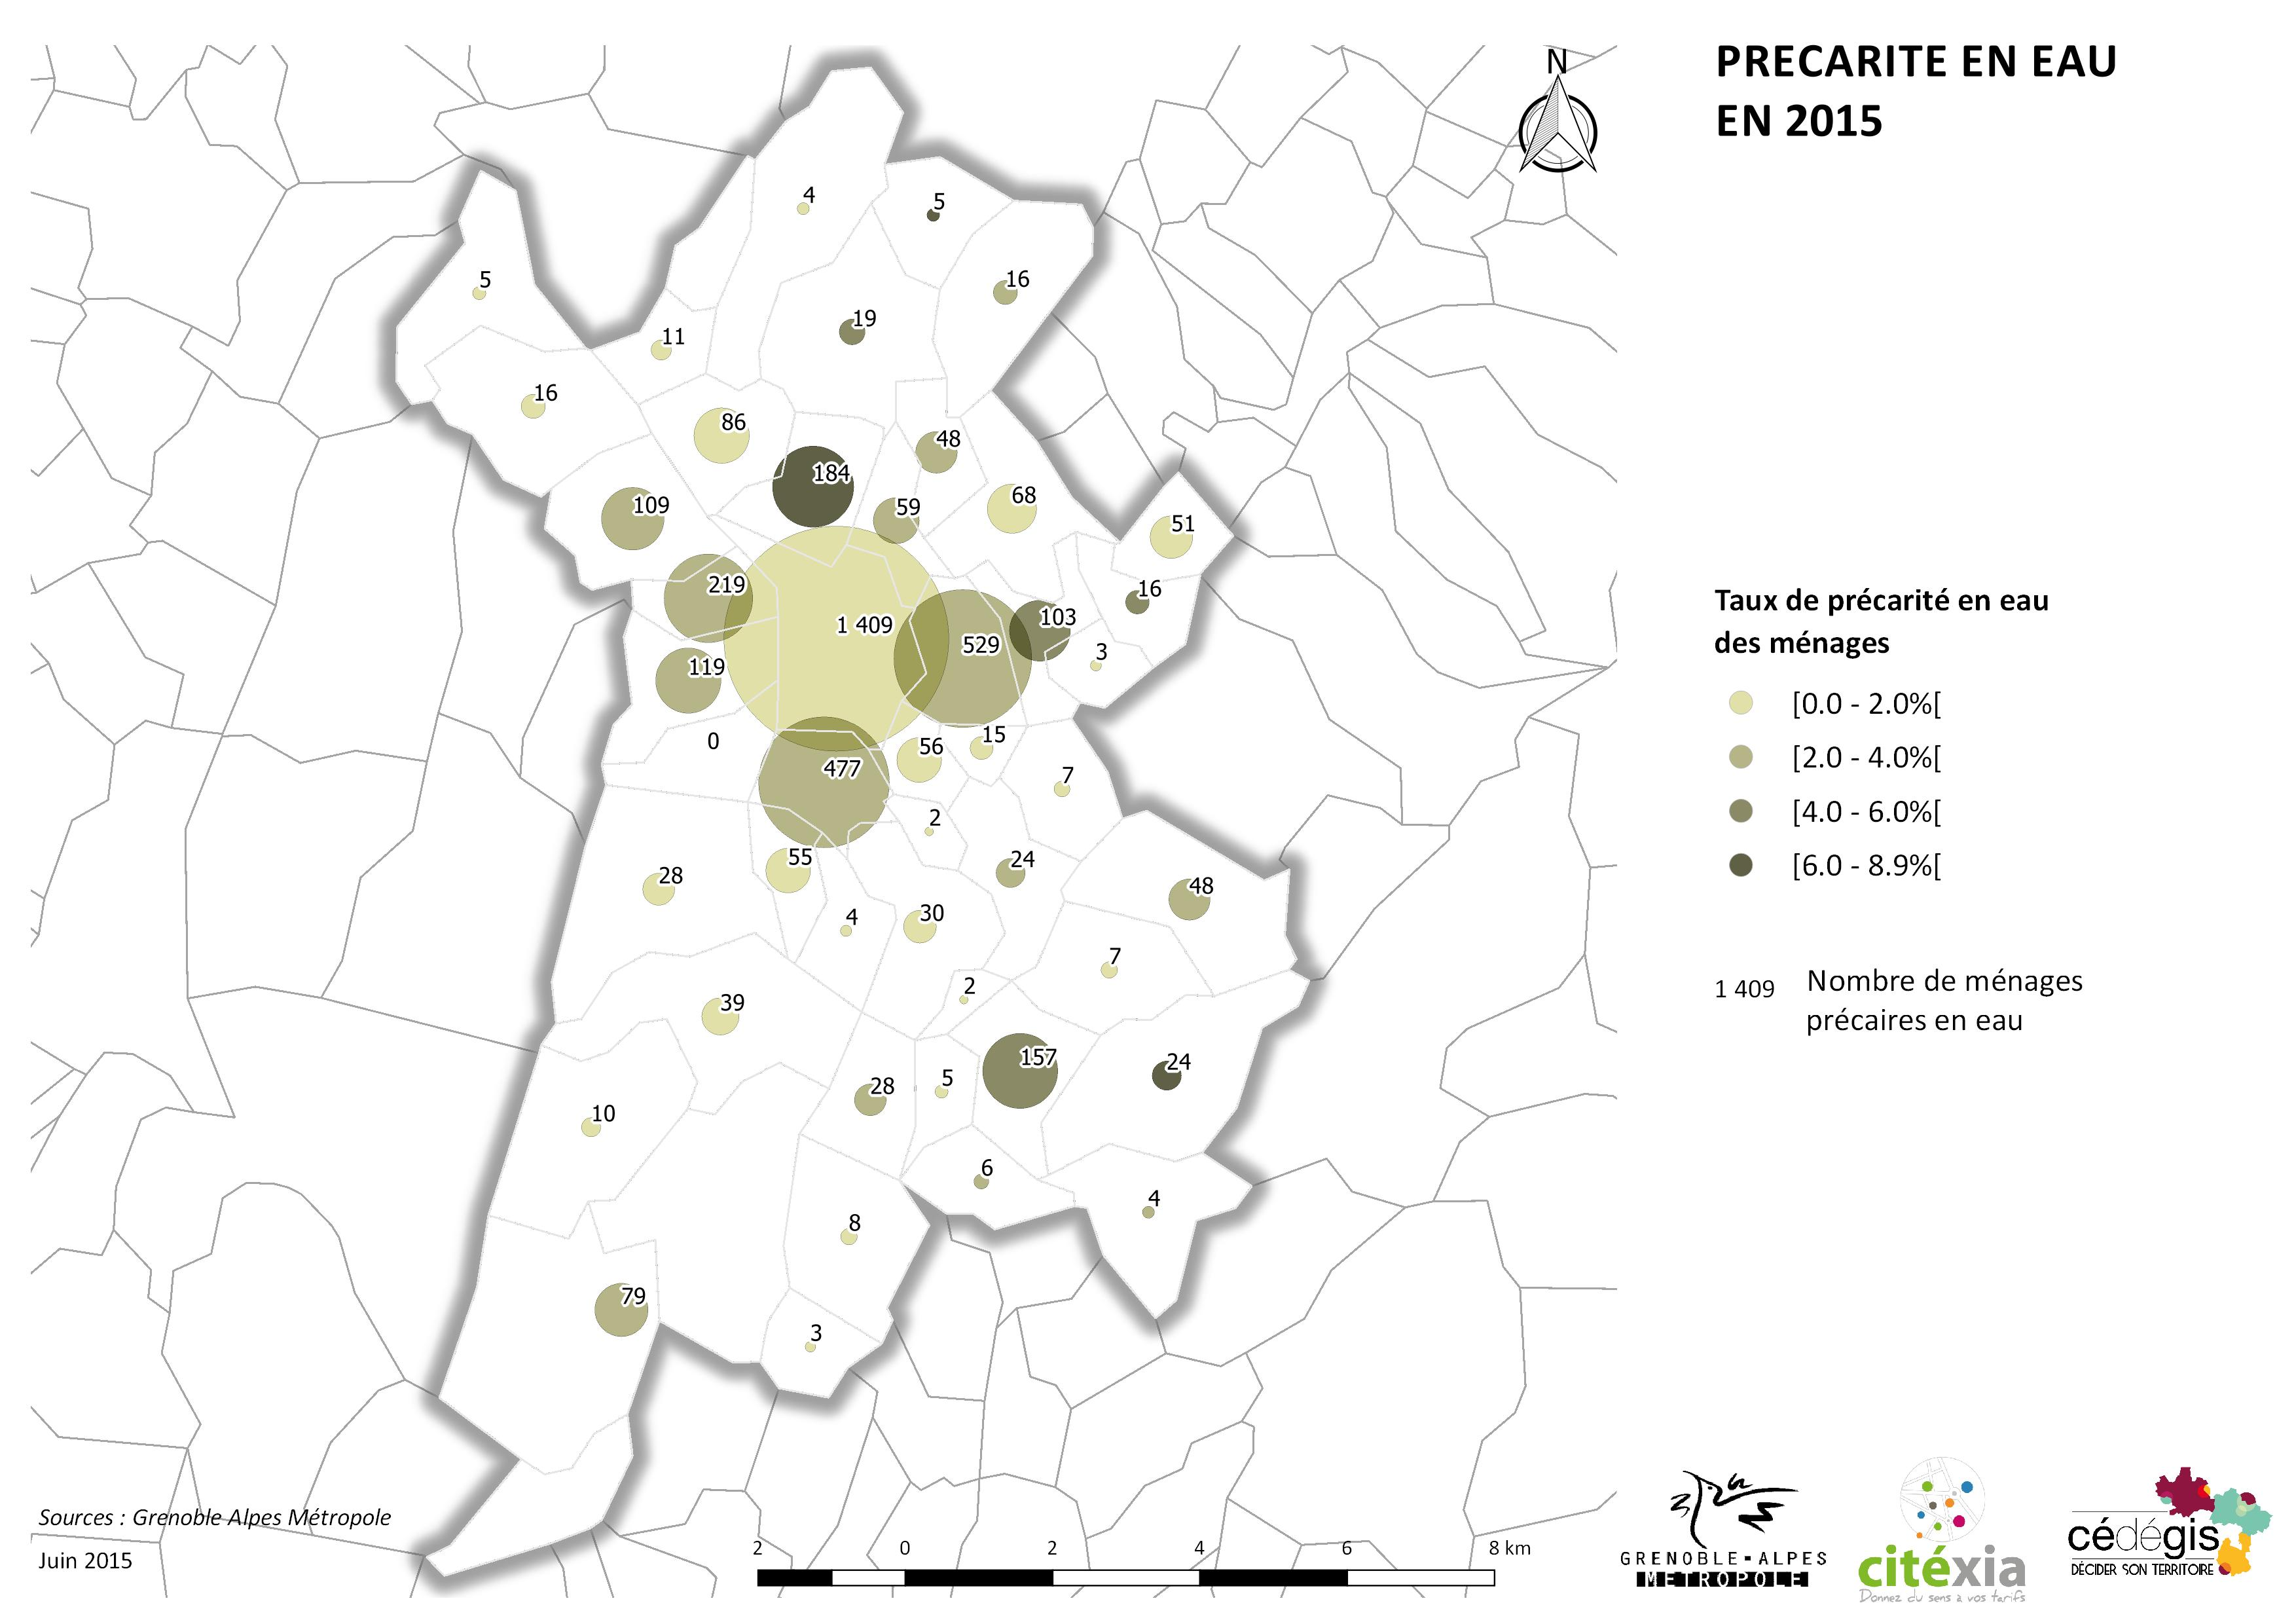 PRECARITE EN EAU
EN 2015
N
4
5
5
16
19
11
16
86
48
184
68
109
59
51
219
16
103
1 409
529
3
119
15
0
56
477
7
2
55
24
28
48
4
30
7
2
39
157
24
28
5
10
6
4
8
79
3
Taux de précarité en eau
des ménages
[0.0 - 2.0%[
[2.0 - 4.0%[
[4.0 - 6.0%[
[6.0 - 8.9%[
1 409 Nombre de ménages
précaires en eau
Sources : Grenoble Alpes Métropole
Juin 2015
2 0 2 4 6 8 km
GRENOBLE-ALPES
MÉTROPOLE
citéxia
Donnez du sens à vos tarifs
cédégis
DÉCIDER SON TERRITOIRE